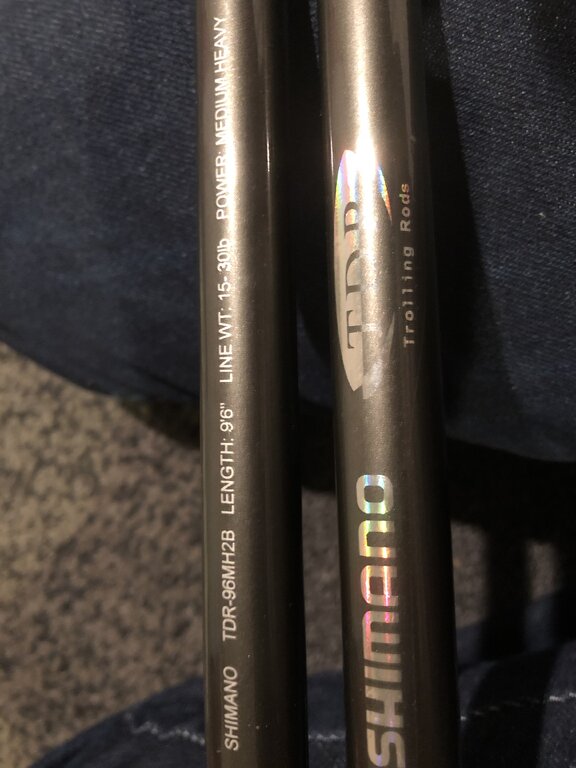 SHIMANO TDR-96MH2B LENGTH: 9'6" LINE WT: 15-30lb POWER: MEDIUM HEAVY
SHIMANO TDR
Trolling Rods